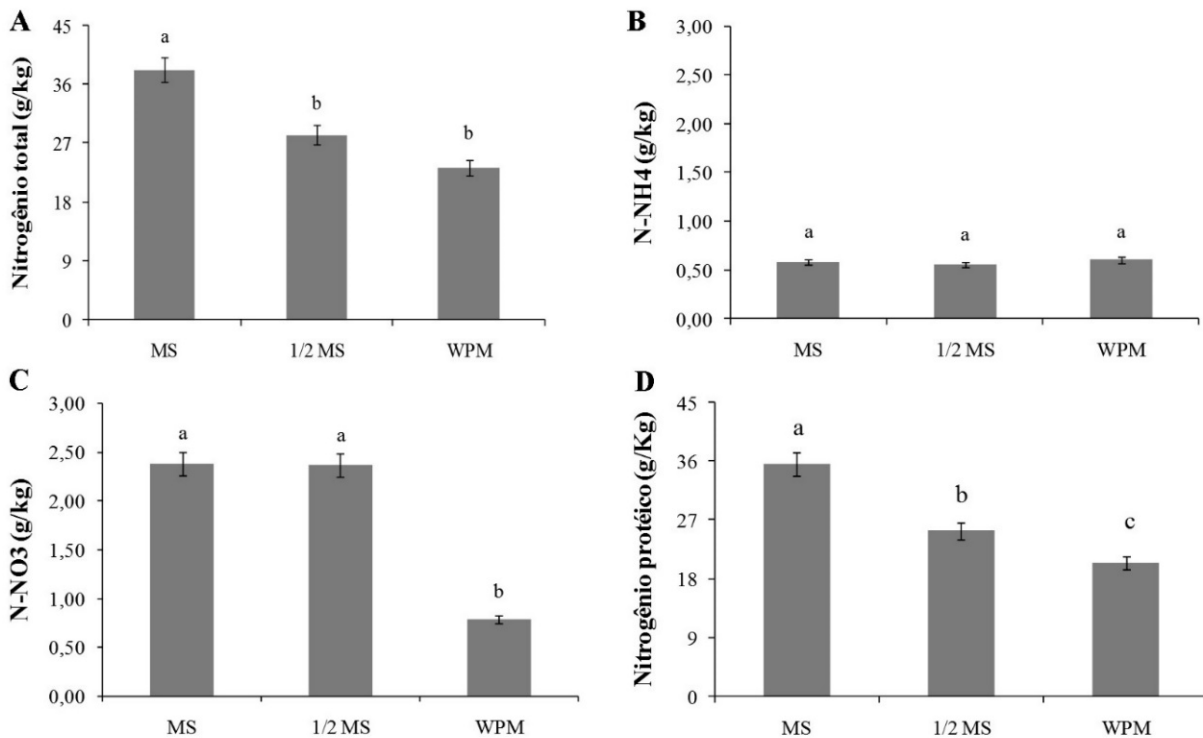 A
Nitrogênio total (g/kg)
45
36
27
18
9
0
a
b
b
MS
1/2 MS
WPM
B
N-NH4 (g/kg)
3,00
2,50
2,00
1,50
1,00
0,50
0,00
a
a
a
MS
1/2 MS
WPM
C
N-NO3 (g/kg)
3,00
2,50
2,00
1,50
1,00
0,50
0,00
a
a
b
MS
1/2 MS
WPM
D
Nitrogênio protéico (g/Kg)
45
36
27
18
9
0
a
b
c
MS
1/2 MS
WPM